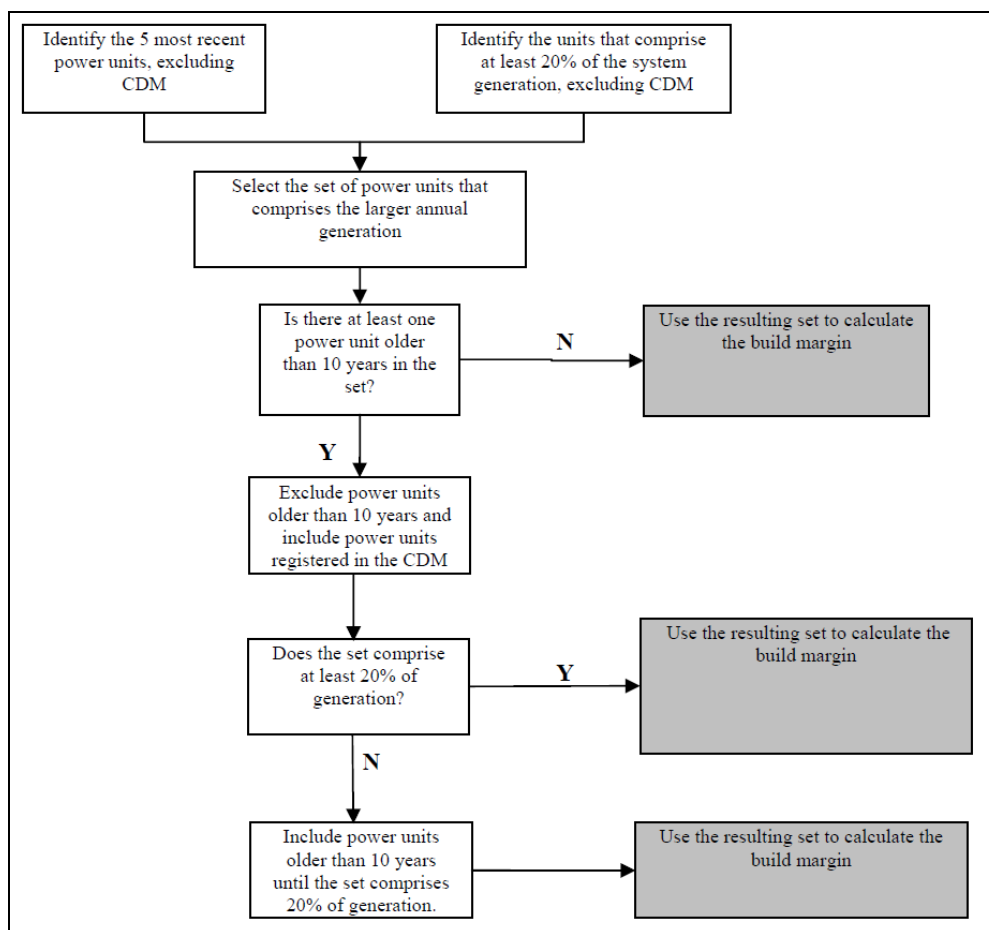 Identify the 5 most recent
power units, excluding
CDM
Identify the units that comprise
at least 20% of the system
generation, excluding CDM
Select the set of power units that
comprises the larger annual
generation
Is there at least one
power unit older
than 10 years in the
set?
N
Use the resulting set to calculate
the build margin
Y
Exclude power units
older than 10 years and
include power units
registered in the CDM
Does the set comprise
at least 20% of
generation?
Y
Use the resulting set to calculate the
build margin
N
Include power units
older than 10 years
until the set comprises
20% of generation.
Use the resulting set to calculate the
build margin